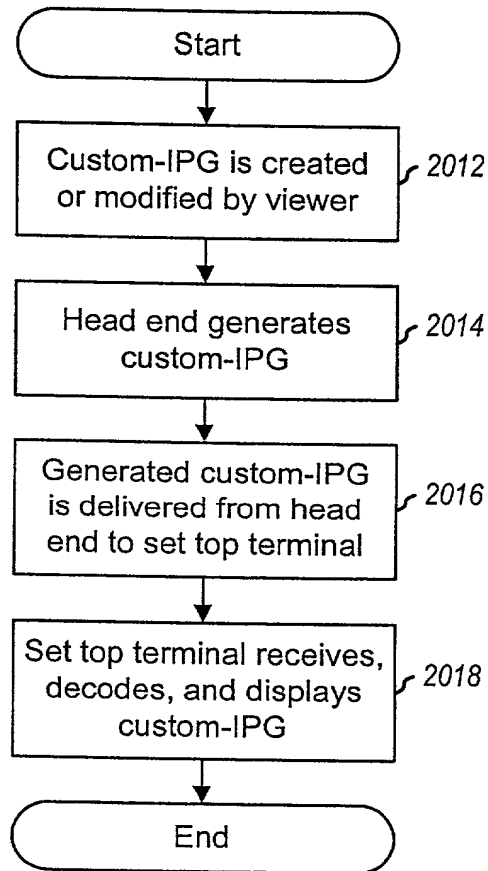 Start
Custom-IPG is created
or modified by viewer
2012
Head end generates
custom-IPG
2014
Generated custom-IPG
is delivered from head
end to set top terminal
2016
Set top terminal receives,
decodes, and displays
custom-IPG
2018
End